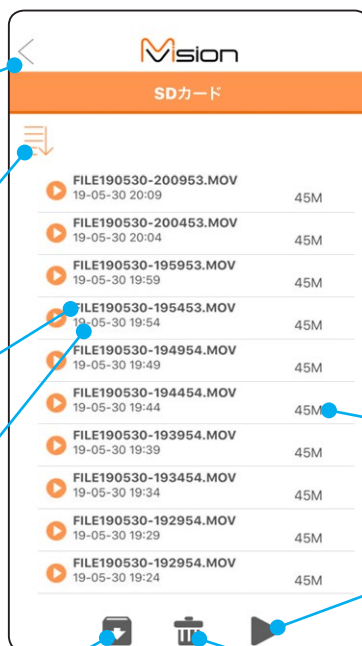 Mision
SDカード
FILE190530-200953.MOV
19-05-30 20:09
45M
FILE190530-200453.MOV
19-05-30 20:04
45M
FILE190530-195953.MOV
19-05-30 19:59
45M
FILE190530-195453.MOV
19-05-30 19:54
45M
FILE190530-194954.MOV
19-05-30 19:49
45M
FILE190530-194454.MOV
19-05-30 19:44
45M
FILE190530-193954.MOV
19-05-30 19:39
45M
FILE190530-193454.MOV
19-05-30 19:34
45M
FILE190530-192954.MOV
19-05-30 19:29
45M
FILE190530-192954.MOV
19-05-30 19:24
45M